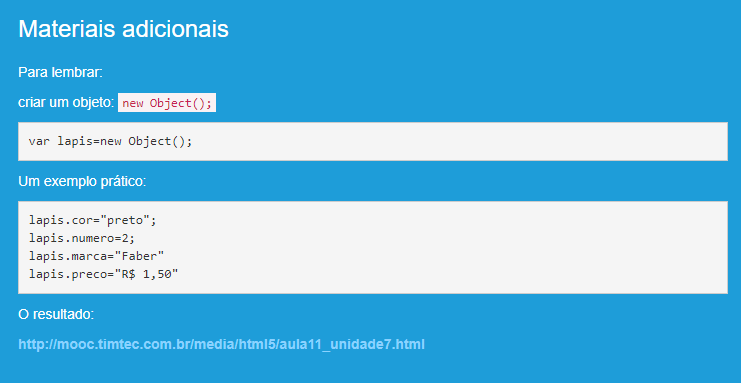 Materiais adicionais
Para lembrar:
criar um objeto: new Object();
var lapis=new Object();
Um exemplo prático:
lapis.cor="preto";
lapis.numero=2;
lapis.marca="Faber"
lapis.preco="R$ 1,50"
O resultado:
http://mooc.timtec.com.br/media/html5/aula11_unidade7.html